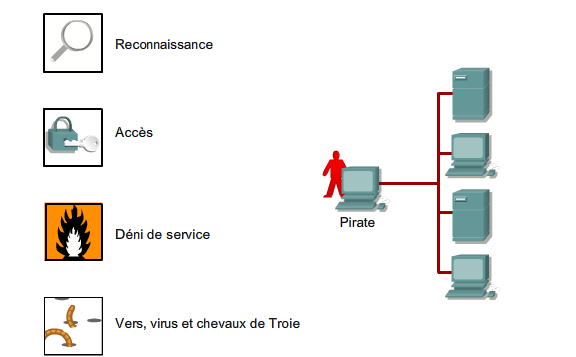 Reconnaissance
Accès
Pirate
Déni de service
Vers, virus et chevaux de Troie